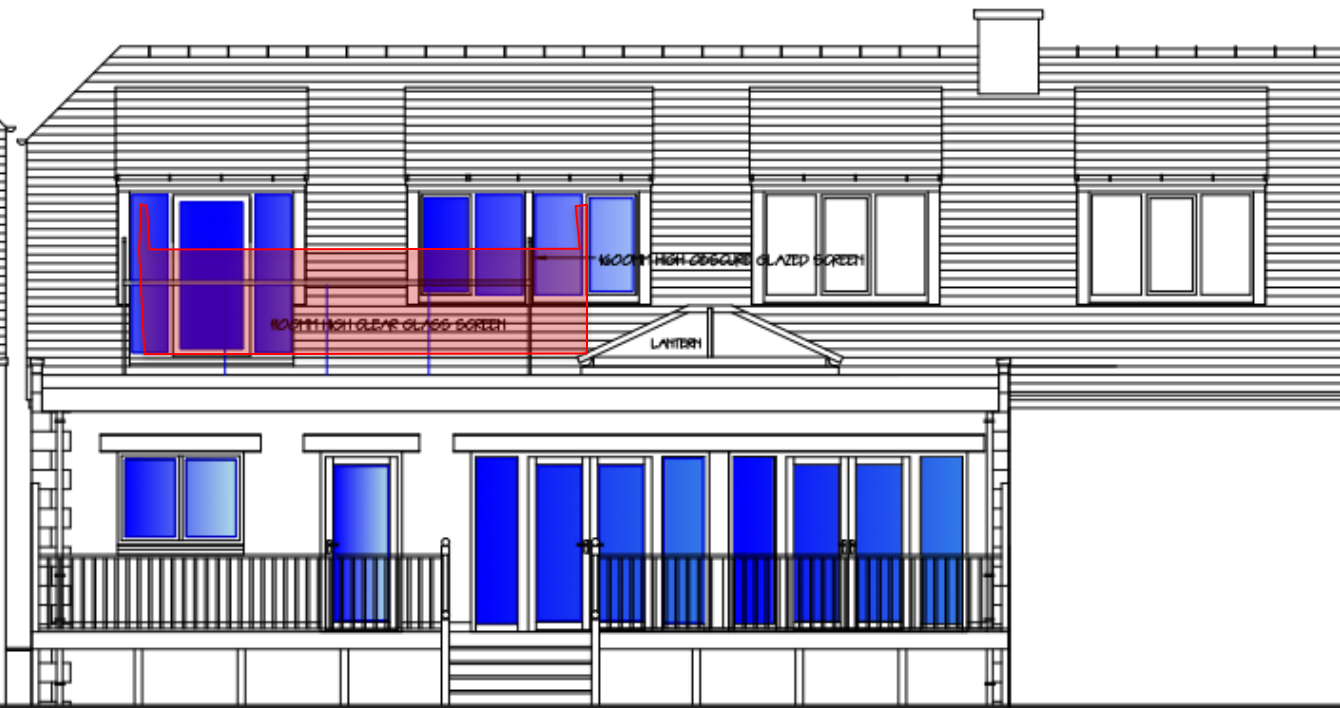 1600MM HIGH OBSCURE GLAZED SCREEN
1100MM HIGH CLEAR GLASS SCREEN
LANTERN